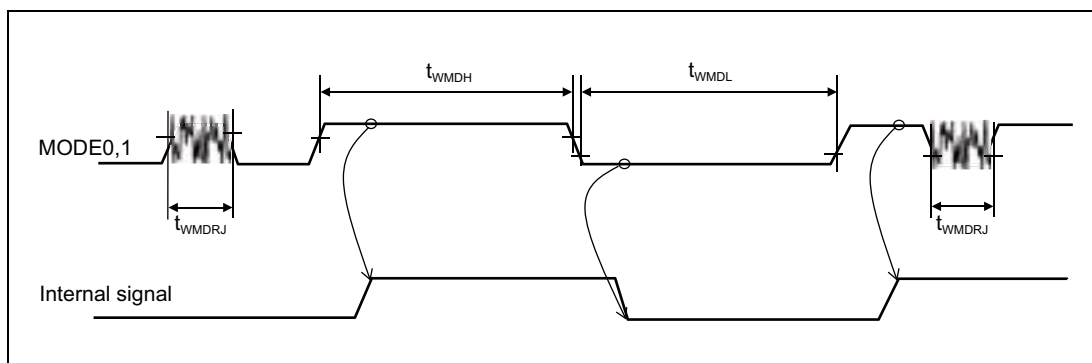 tWMDH
tWMDL
MODE0,1
tWMDRJ
tWMDRJ
Internal signal